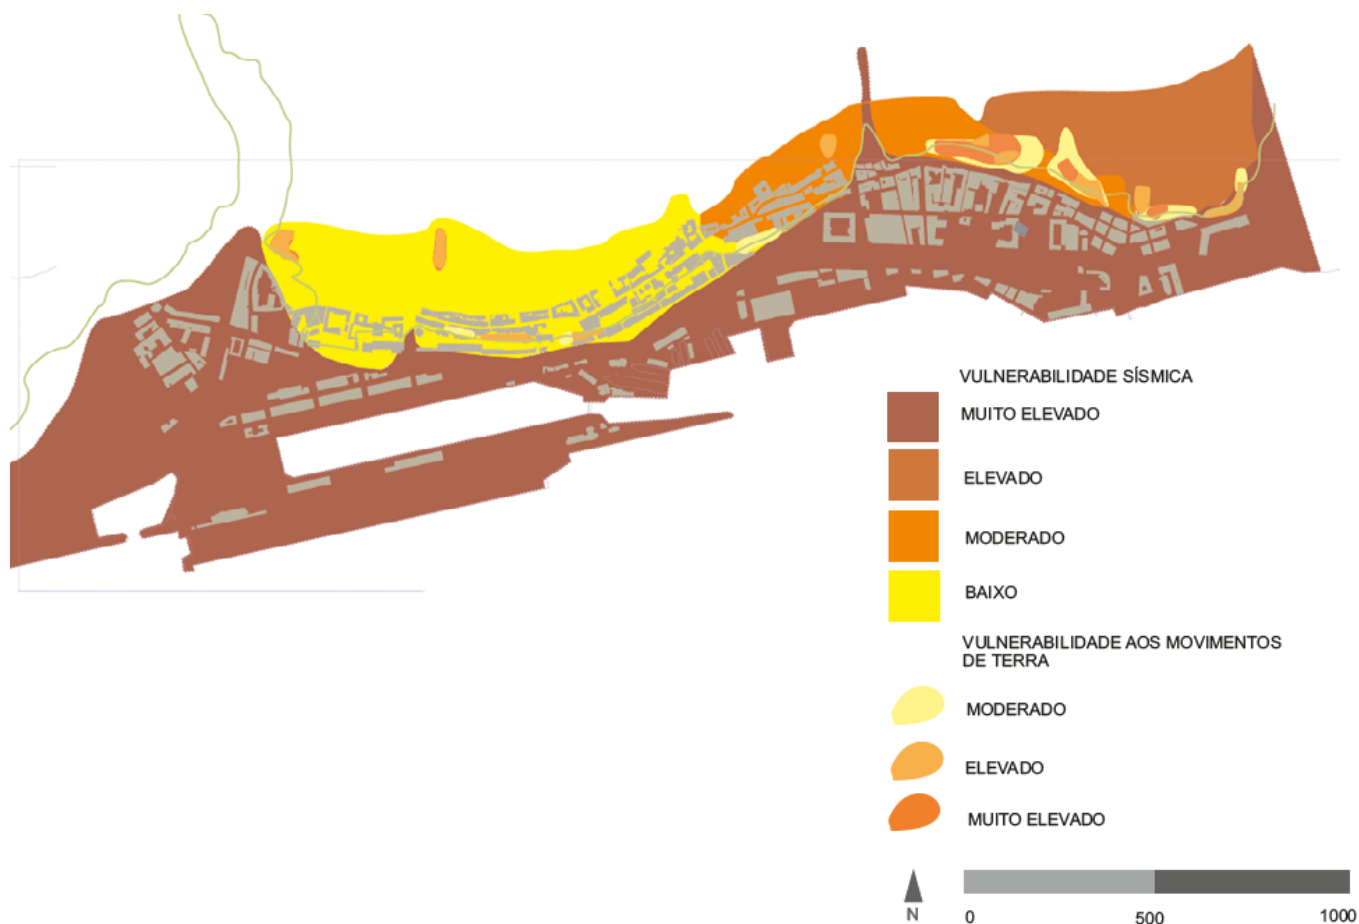 VULNERABILIDADE SÍSMICA
MUITO ELEVADO
ELEVADO
MODERADO
BAIXO
VULNERABILIDADE AOS MOVIMENTOS
DE TERRA
MODERADO
ELEVADO
MUITO ELEVADO
N
0 500 1000